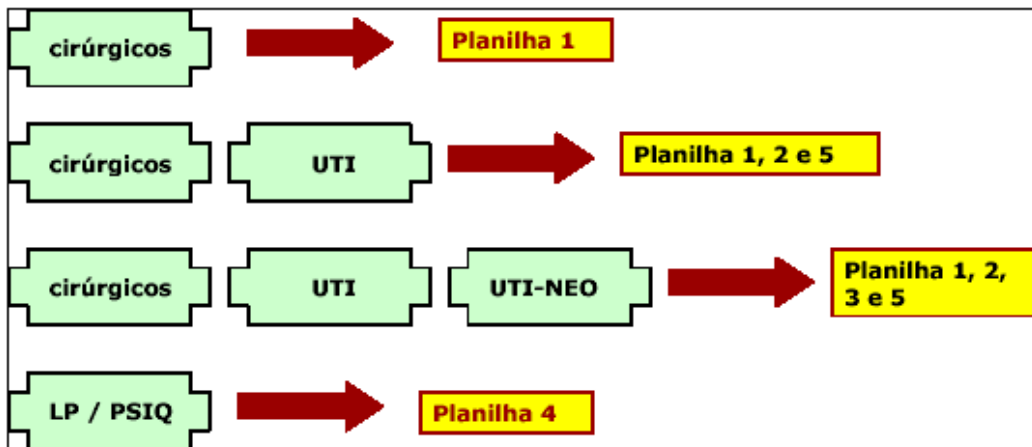 cirúrgicos
Planilha 1
cirúrgicos
UTI
Planilha 1, 2 e 5
cirúrgicos
UTI
UTI-NEO
Planilha 1, 2,
3 e 5
LP / PSIQ
Planilha 4